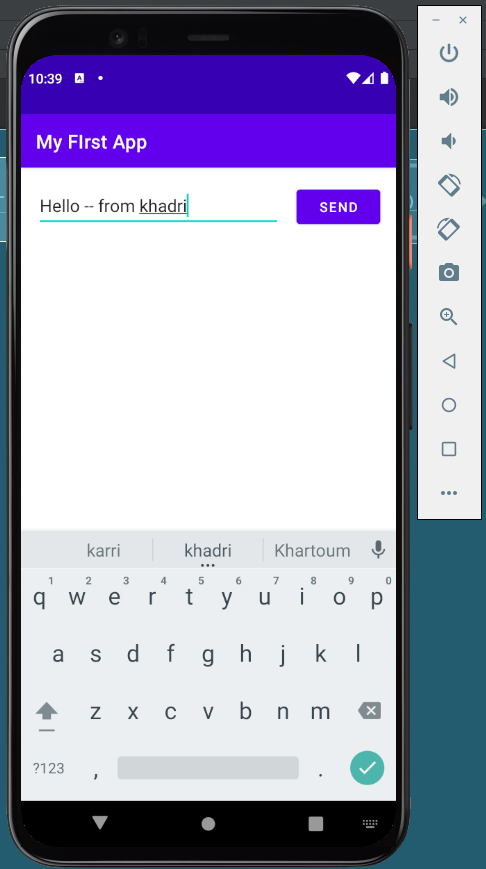 10:39
My FIrst App
Hello -- from khadri
SEND
karri khadri Khartoum
1 2 3 4 5 6 7 8 9 0
q w e r t y u i o p
a s d f g h j k l
z x c v b n m
?123 , .